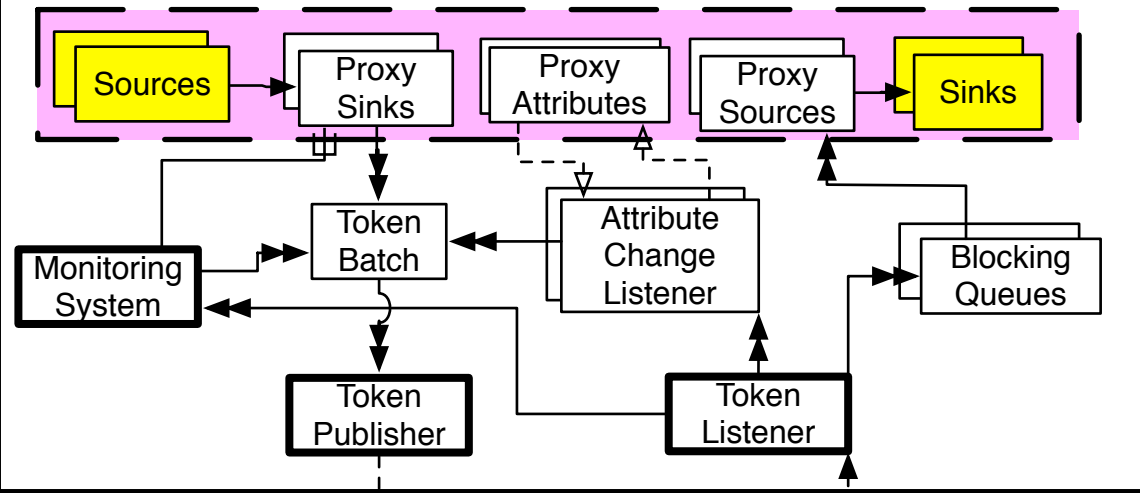 Sources
Proxy
Sinks
Proxy
Attributes
Proxy
Sources
Sinks
Token
Batch
Attribute
Change
Listener
Monitoring
System
Blocking
Queues
Token
Publisher
Token
Listener